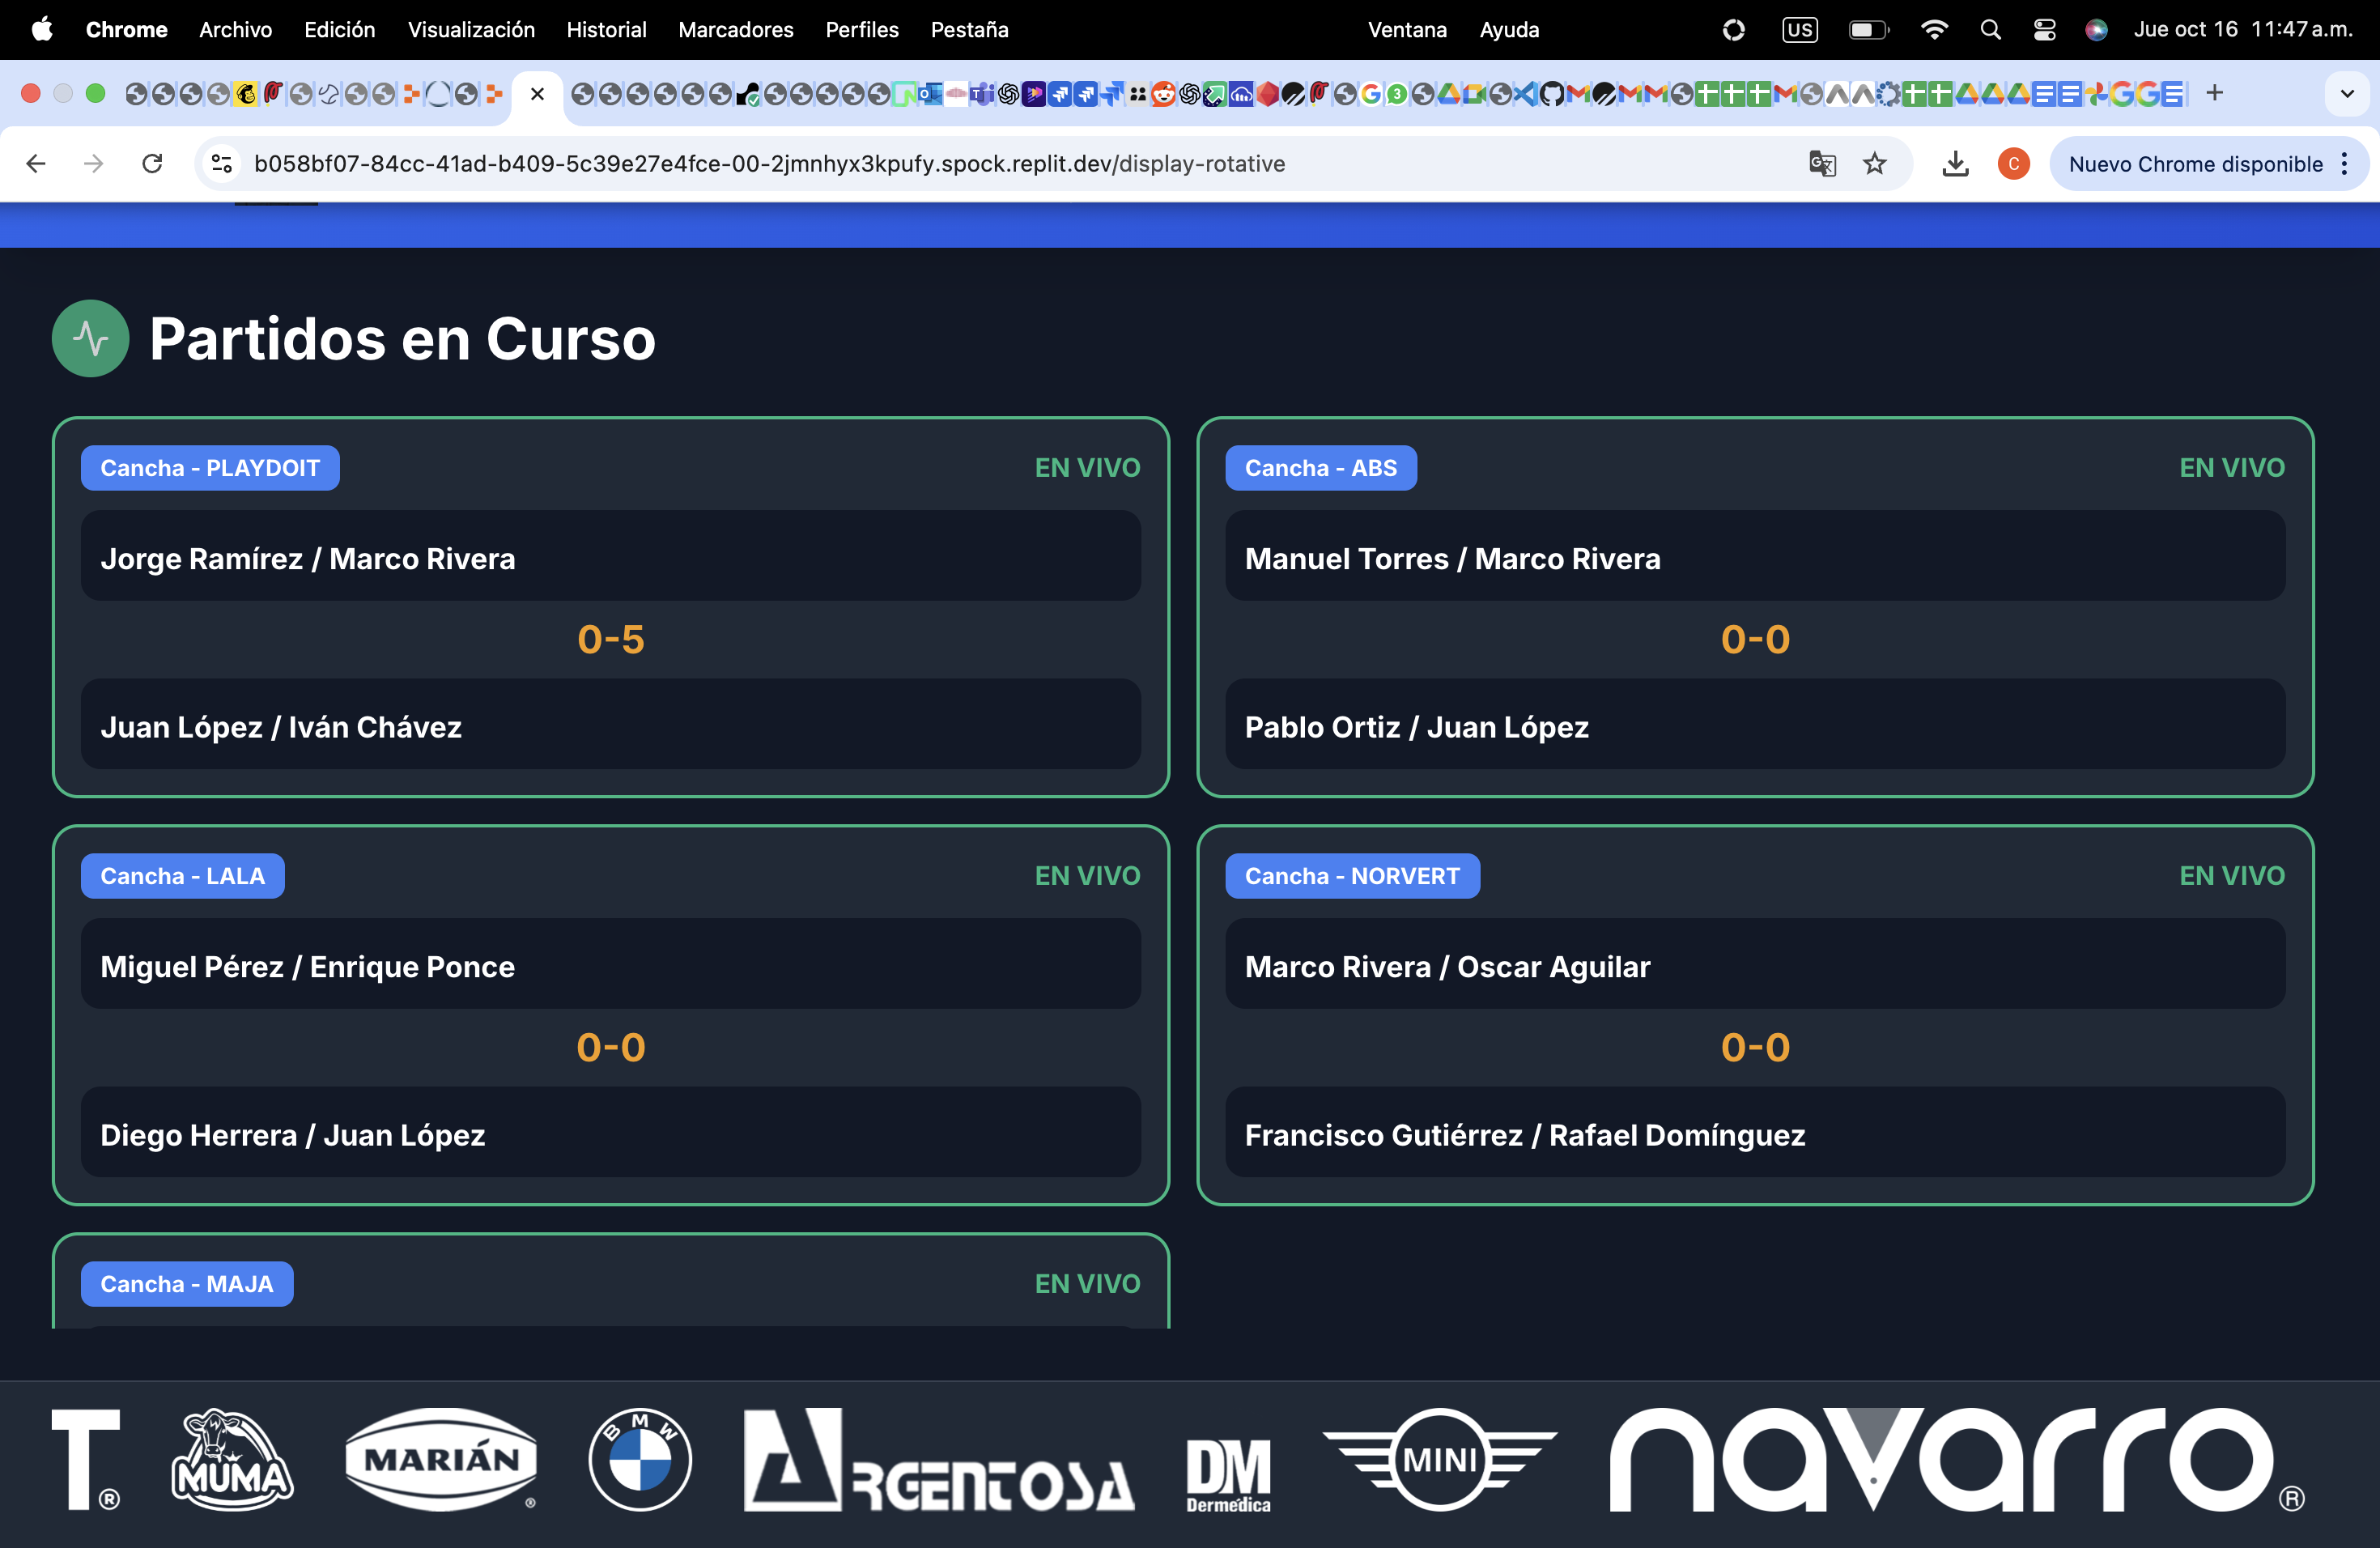 Chrome Archivo Edición Visualización Historial Marcadores Perfiles Pestaña Ventana Ayuda US Jue oct 16 11:47 a.m.
b058bf07-84cc-41ad-b409-5c39e27e4fce-00-2jmnhyx3kpufy.spock.replit.dev/display-rotative C Nuevo Chrome disponible
Partidos en Curso
Cancha - PLAYDOIT EN VIVO
Jorge Ramírez / Marco Rivera
0-5
Juan López / Iván Chávez
Cancha - ABS EN VIVO
Manuel Torres / Marco Rivera
0-0
Pablo Ortiz / Juan López
Cancha - LALA EN VIVO
Miguel Pérez / Enrique Ponce
0-0
Diego Herrera / Juan López
Cancha - NORVERT EN VIVO
Marco Rivera / Oscar Aguilar
0-0
Francisco Gutiérrez / Rafael Domínguez
Cancha - MAJA EN VIVO
T®
MUMA
MARIÁN®
BMW
ARGENTOSA
DM
Dermédica
MINI
navarro®